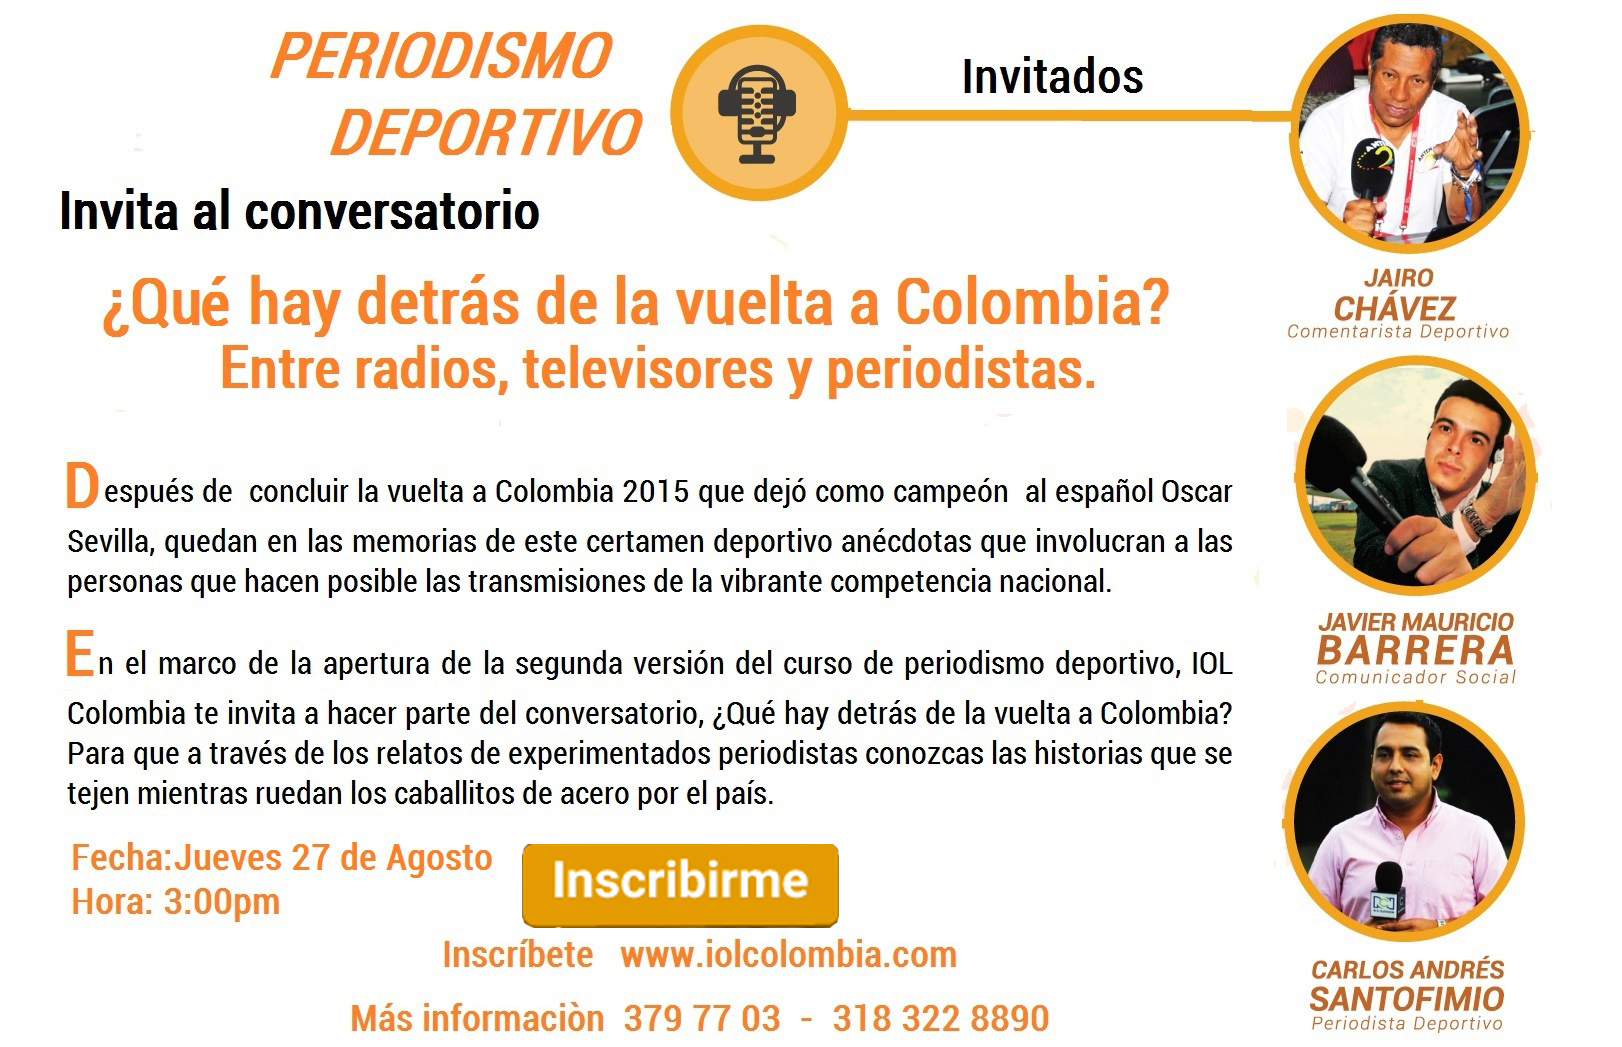 PERIODISMO
DEPORTIVO
Invitados
Invita al conversatorio
¿Qué hay detrás de la vuelta a Colombia?
Entre radios, televisores y periodistas.
Después de concluir la vuelta a Colombia 2015 que dejó como campeón al español Oscar
Sevilla, quedan en las memorias de este certamen deportivo anécdotas que involucran a las
personas que hacen posible las transmisiones de la vibrante competencia nacional.
En el marco de la apertura de la segunda versión del curso de periodismo deportivo, IOL
Colombia te invita a hacer parte del conversatorio, ¿Qué hay detrás de la vuelta a Colombia?
Para que a través de los relatos de experimentados periodistas conozcas las historias que se
tejen mientras ruedan los caballitos de acero por el país.
Fecha:Jueves 27 de Agosto
Hora: 3:00pm
Inscribirme
Inscríbete www.iolcolombia.com
Más informaciòn 379 77 03 - 318 322 8890
JAIRO
CHÁVEZ
Comentarista Deportivo
JAVIER MAURICIO
BARRERA
Comunicador Social
RCN
CARLOS ANDRÉS
SANTOFIMIO
Periodista Deportivo